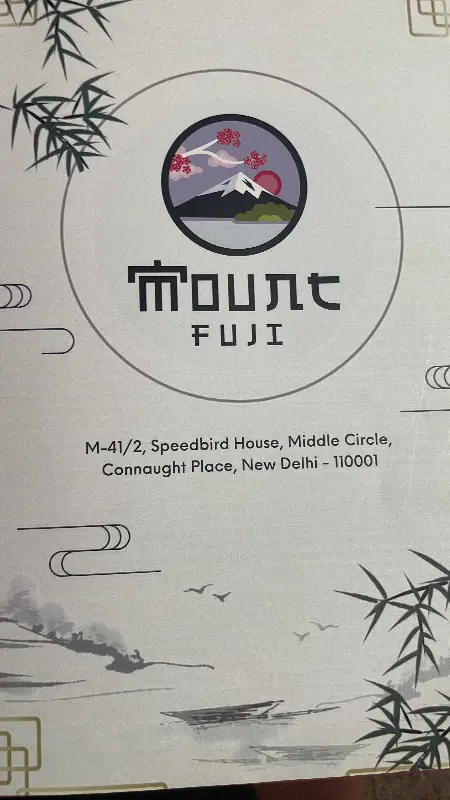 Mount
FUJI
M-41/2, Speedbird House, Middle Circle,
Connaught Place, New Delhi - 110001